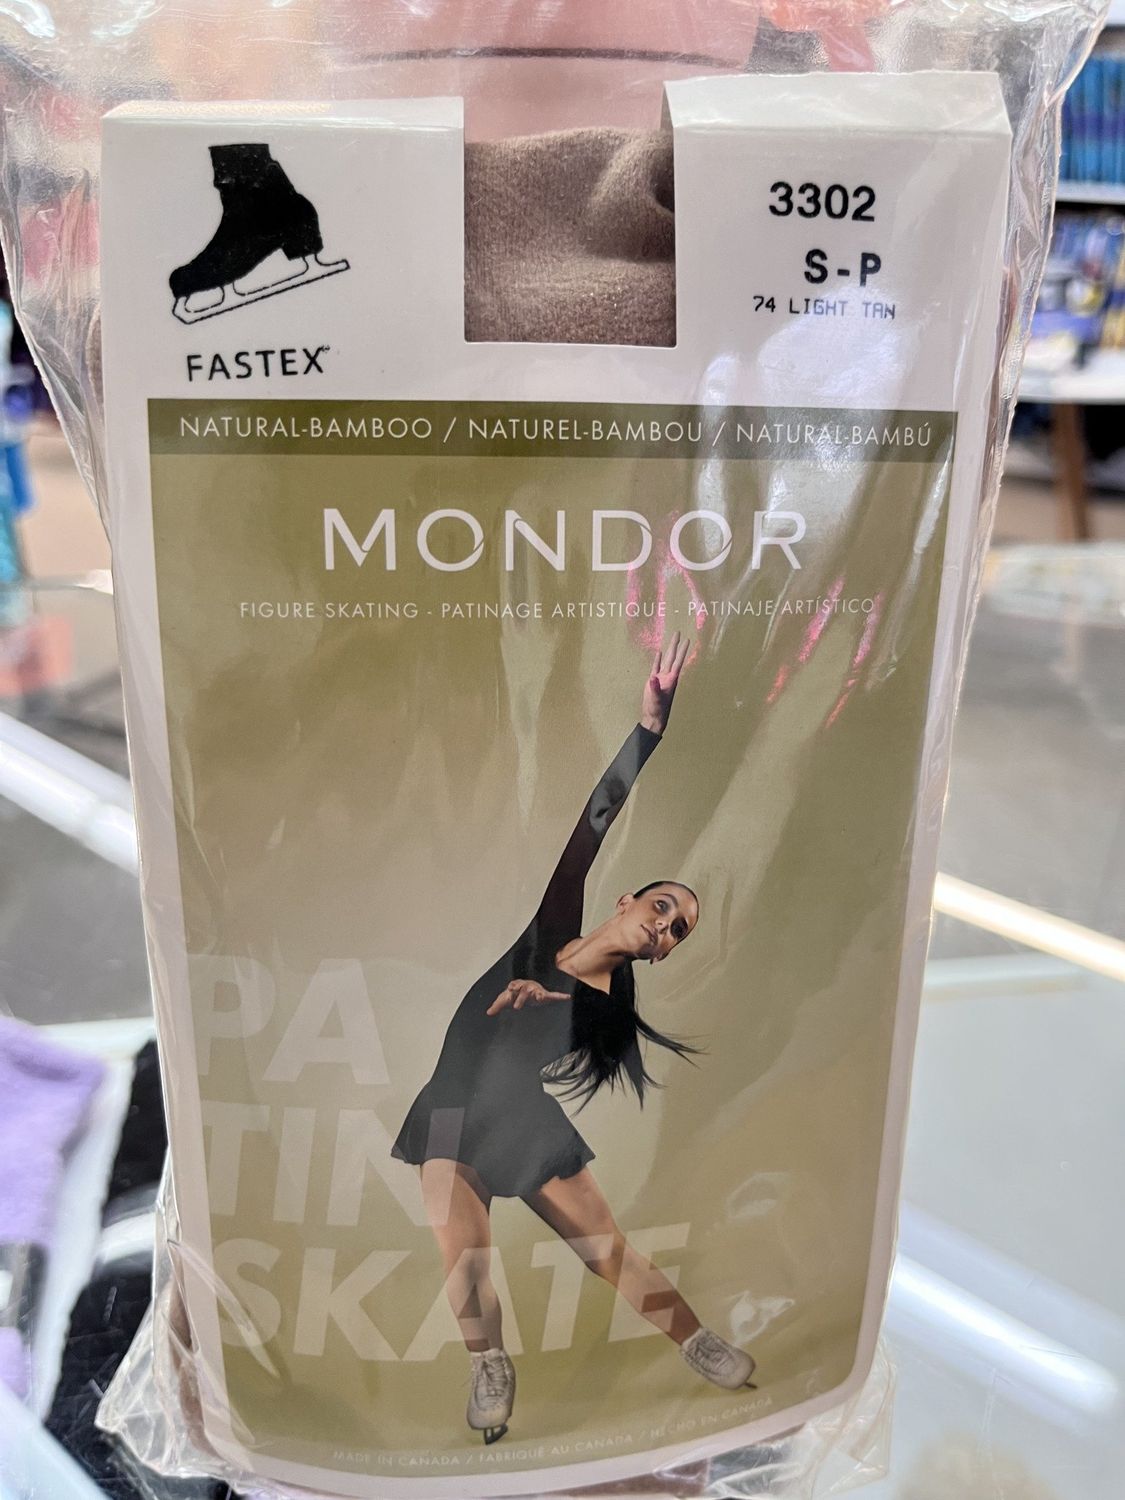 3302
S-P
74 LIGHT TAN
FASTEX™
NATURAL-BAMBOO / NATUREL-BAMBOU / NATURAL-BAMBÚ
MONDOR
FIGURE SKATING - PATINAGE ARTISTIQUE - PATINAJE ARTÍSTICO
PA
TIN
SKATE
MADE IN CANADA / FABRIQUÉ AU CANADA / HECHO EN CANADA